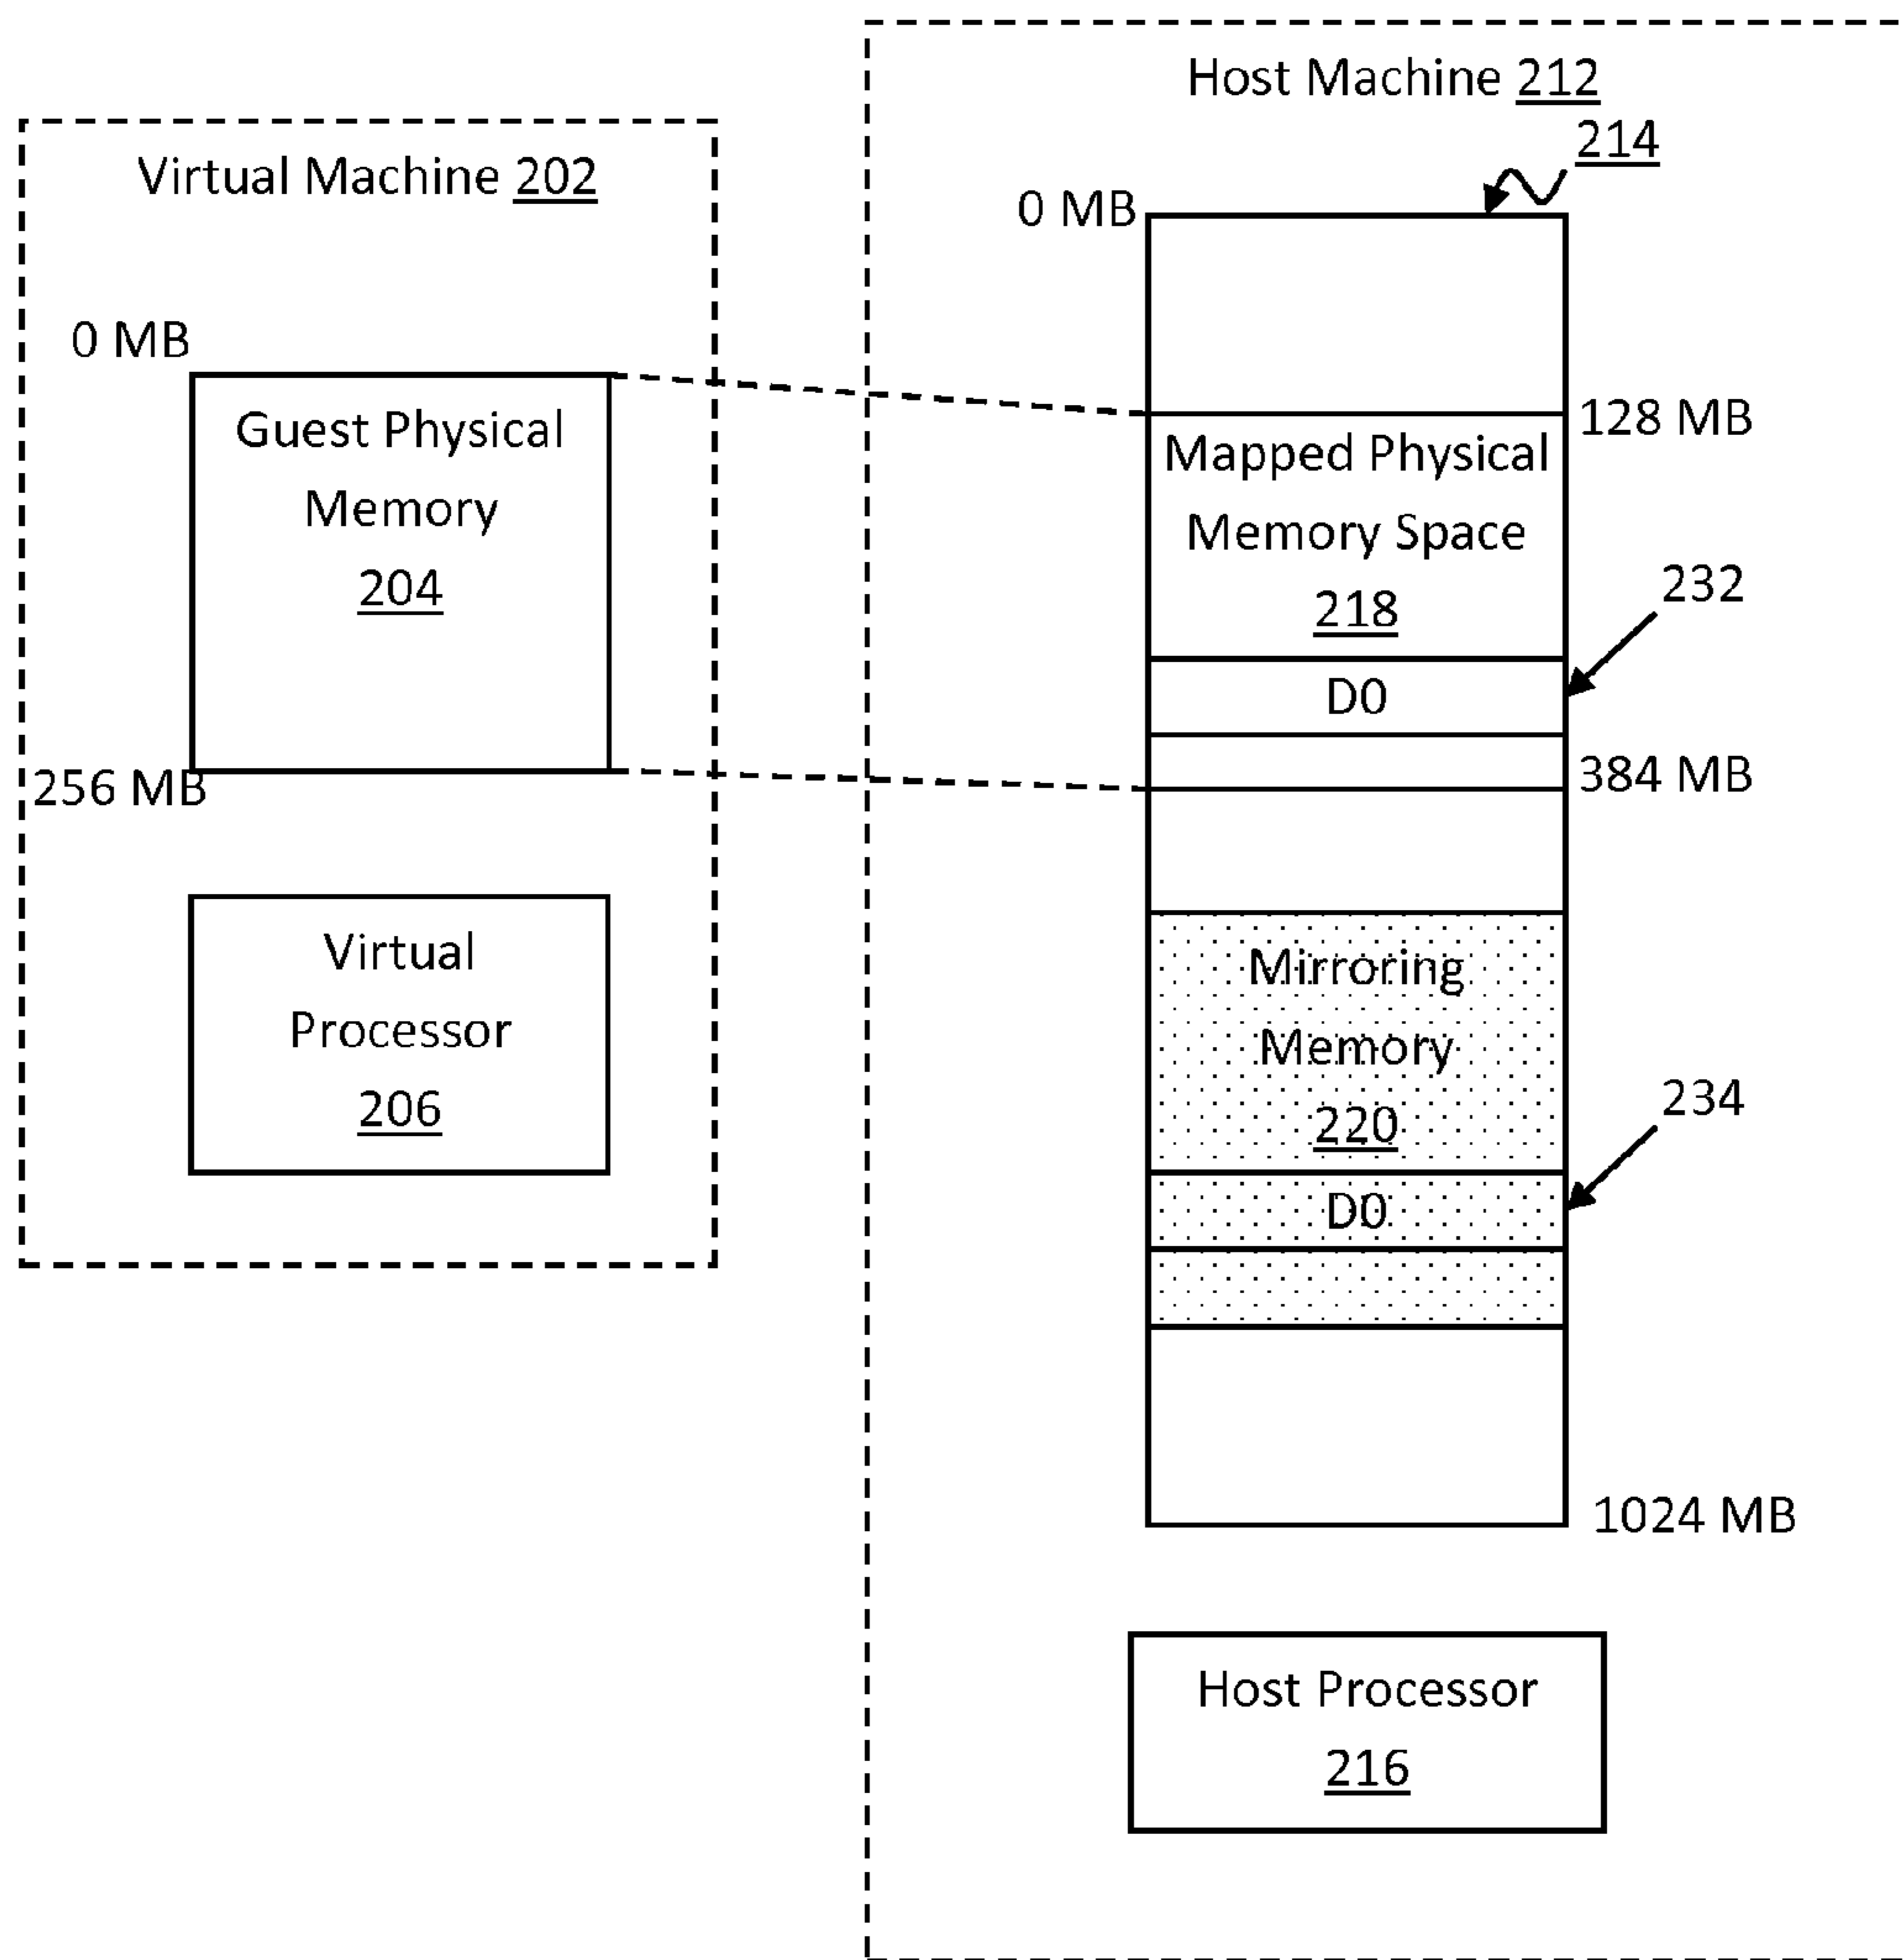 Host Machine 212
214
Virtual Machine 202
0 MB
0 MB
Guest Physical
Memory
204
256 MB
Virtual
Processor
206
128 MB
Mapped Physical
Memory Space
218
232
D0
384 MB
Mirroring
Memory
220
234
D0
1024 MB
Host Processor
216